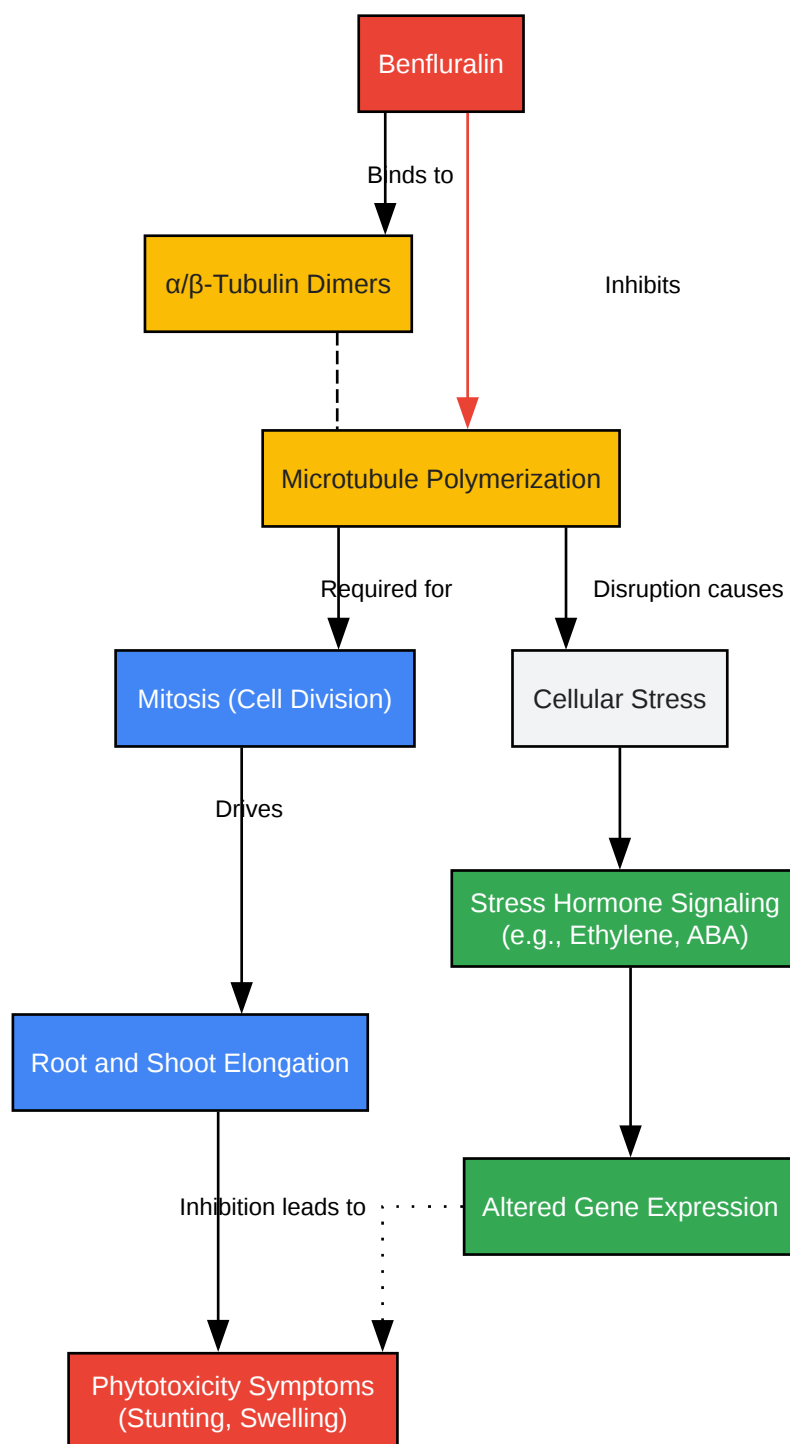 Benfluralin
Binds to
α/β-Tubulin Dimers
Inhibits
Microtubule Polymerization
Required for
Disruption causes
Mitosis (Cell Division)
Cellular Stress
Drives
Stress Hormone Signaling
(e.g., Ethylene, ABA)
Root and Shoot Elongation
Inhibition leads to
Altered Gene Expression
Phytotoxicity Symptoms
(Stunting, Swelling)